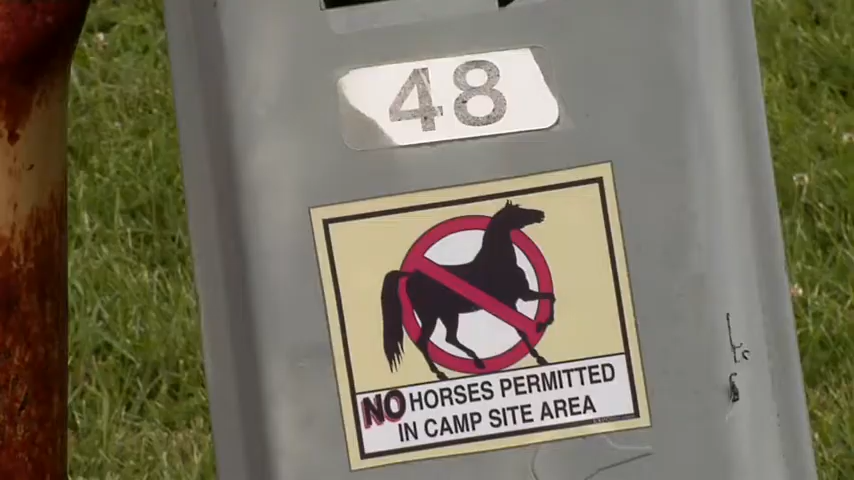 48
NO HORSES PERMITTED
IN CAMP SITE AREA